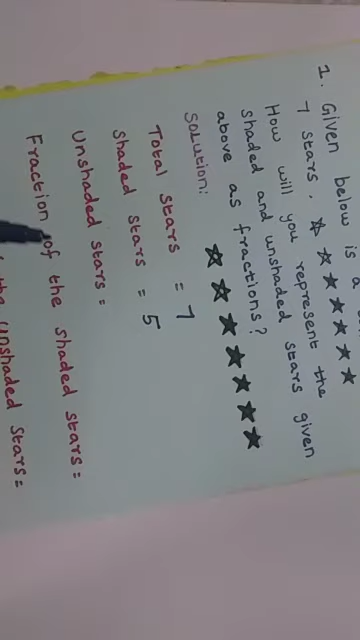 1. Given below is a
7 stars. ☆ ★ ★ ★ ★ ★
How will you represent the
shaded and unshaded stars given
above as fractions?
Solution:
Total stars = 7
Shaded stars = 5
Unshaded stars =
Fraction of the shaded stars =
the unshaded stars =